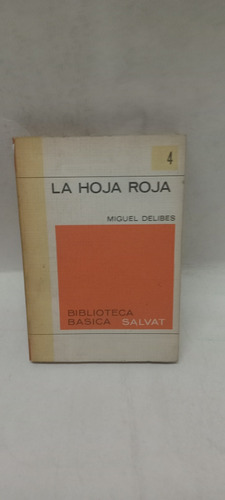 4
LA HOJA ROJA
MIGUEL DELIBES
BIBLIOTECA
BASICA SALVAT